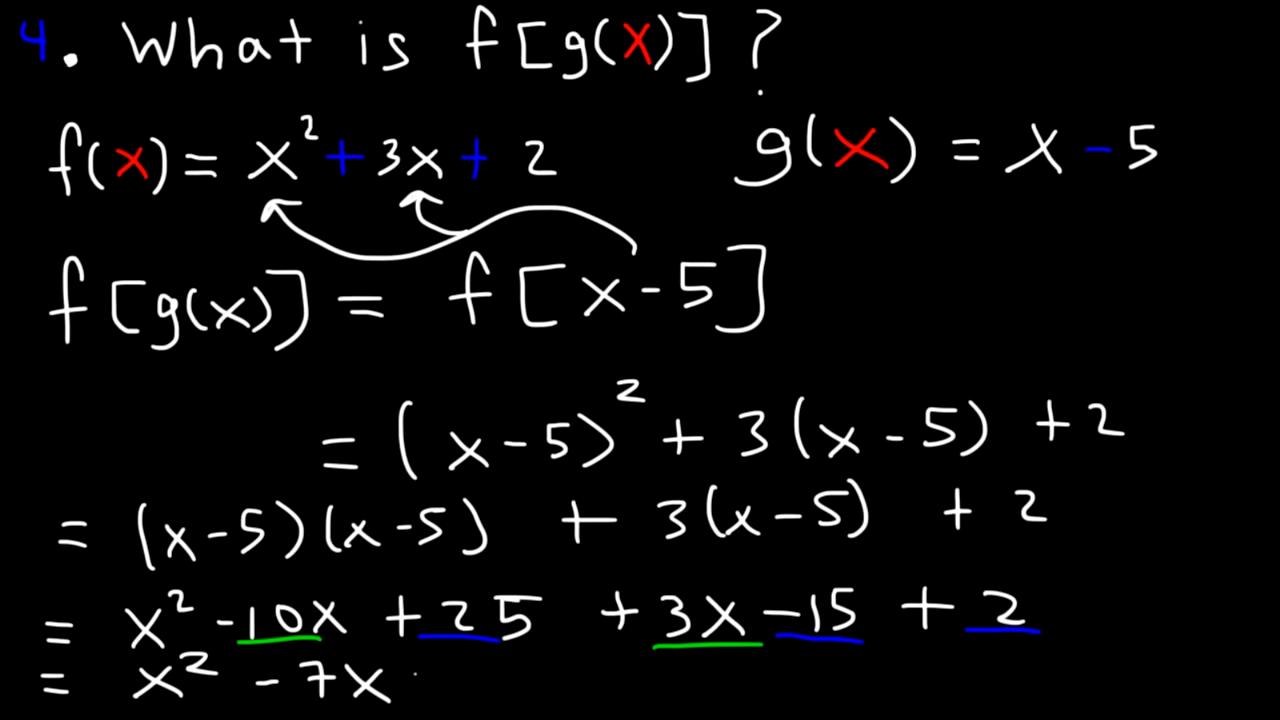 4. What is f[g(x)]?
f(x) = x² + 3x + 2 g(x) = x - 5
f[g(x)] = f[x - 5]
= (x - 5)² + 3(x - 5) + 2
= (x - 5)(x - 5) + 3(x - 5) + 2
= x² - 10x + 25 + 3x - 15 + 2
= x² - 7x